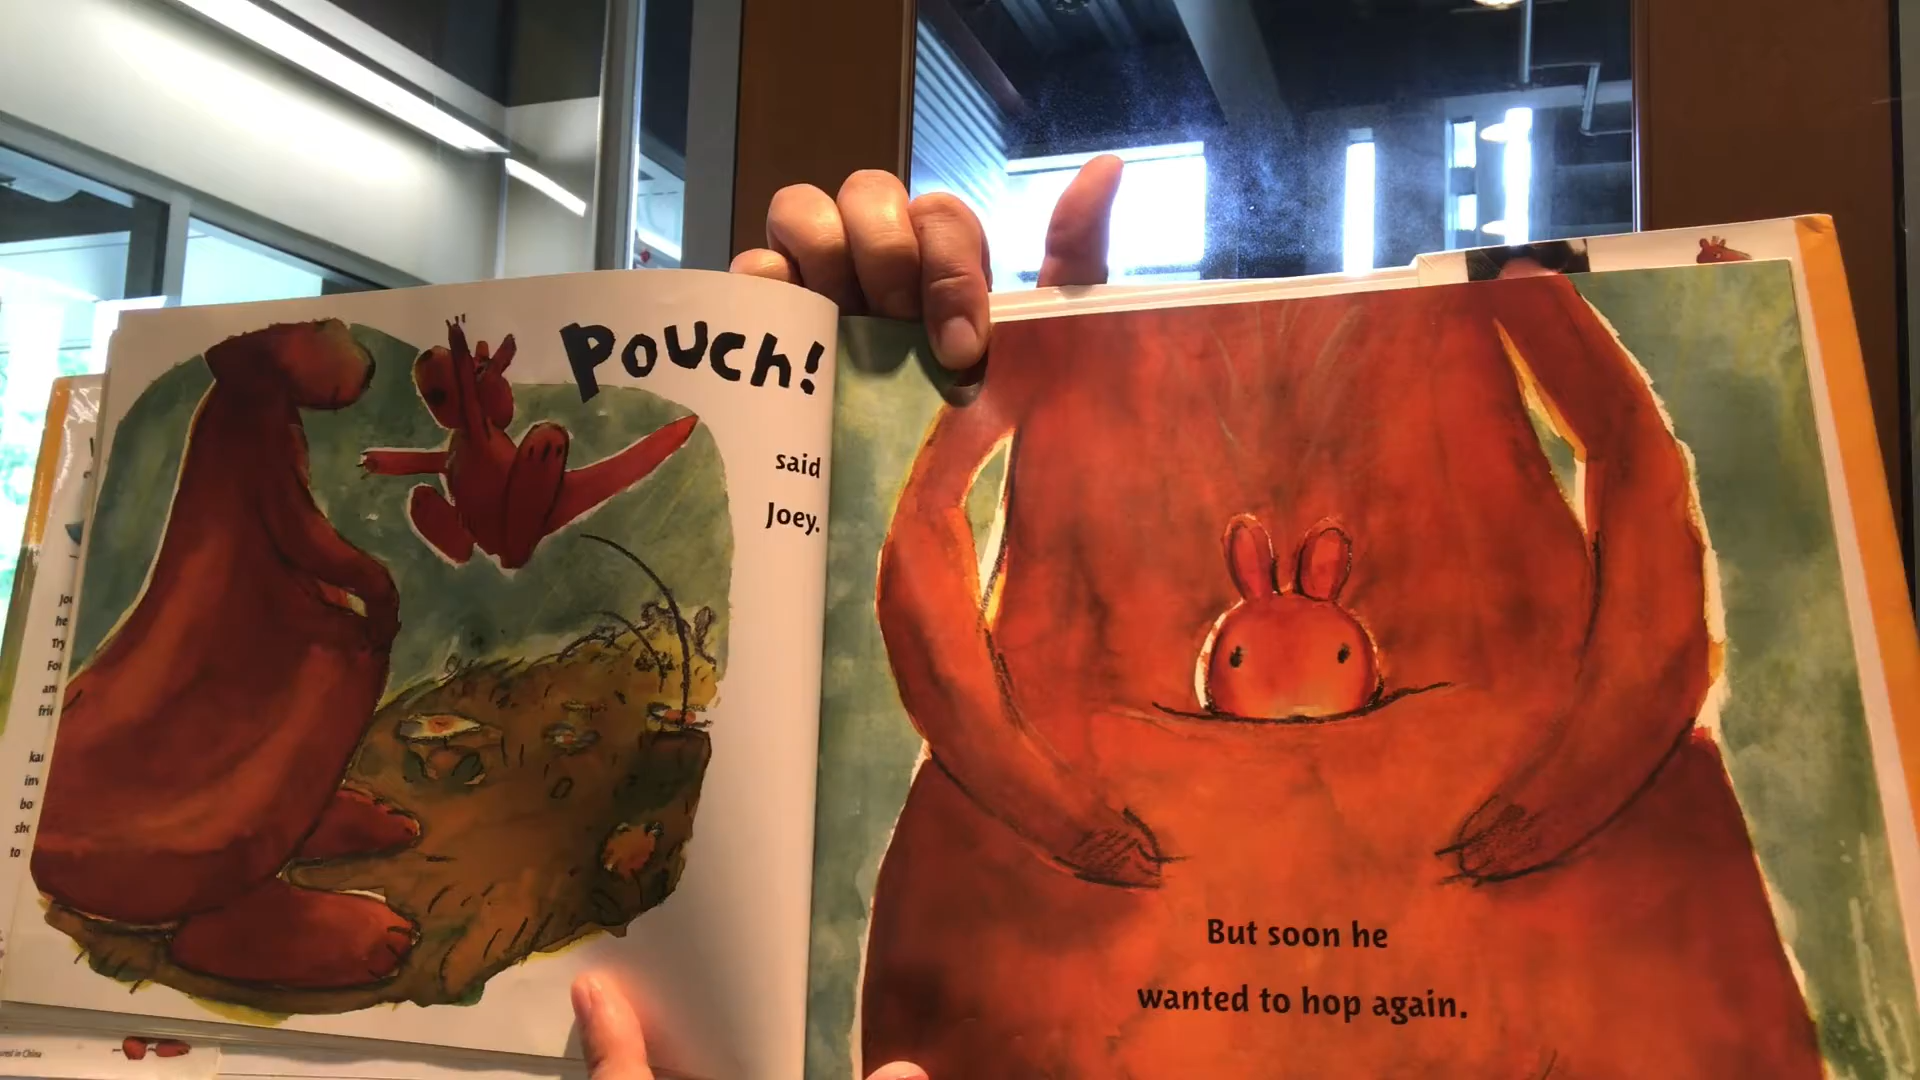 POUCH!
said
Joey.
But soon he
wanted to hop again.